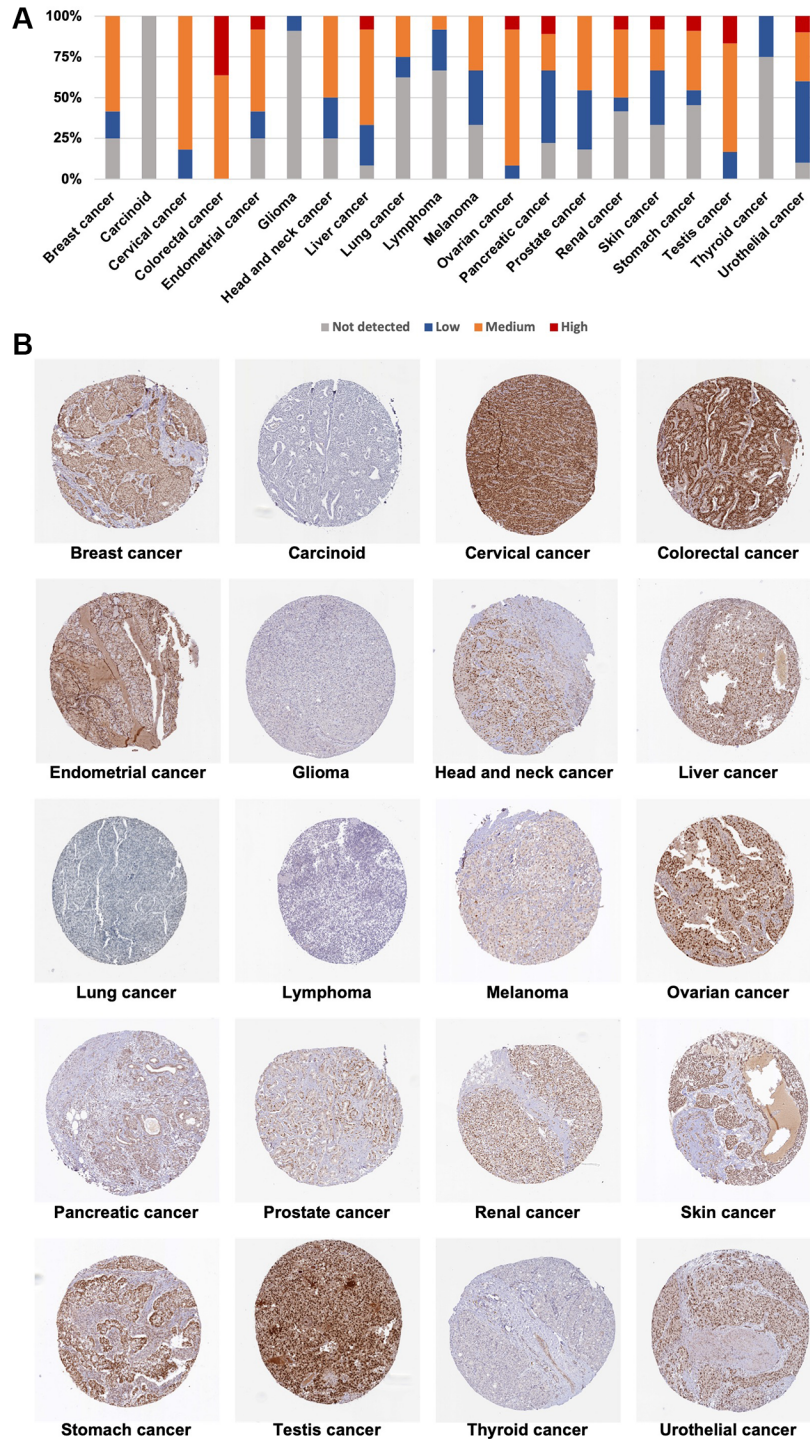 A
100%
75%
50%
25%
0%
Breast cancer
Carcinoid
Cervical cancer
Colorectal cancer
Endometrial cancer
Glioma
Head and neck cancer
Liver cancer
Lung cancer
Lymphoma
Melanoma
Ovarian cancer
Pancreatic cancer
Prostate cancer
Renal cancer
Skin cancer
Stomach cancer
Testis cancer
Thyroid cancer
Urothelial cancer
Not detected Low Medium High
B
Breast cancer Carcinoid Cervical cancer Colorectal cancer
Endometrial cancer Glioma Head and neck cancer Liver cancer
Lung cancer Lymphoma Melanoma Ovarian cancer
Pancreatic cancer Prostate cancer Renal cancer Skin cancer
Stomach cancer Testis cancer Thyroid cancer Urothelial cancer